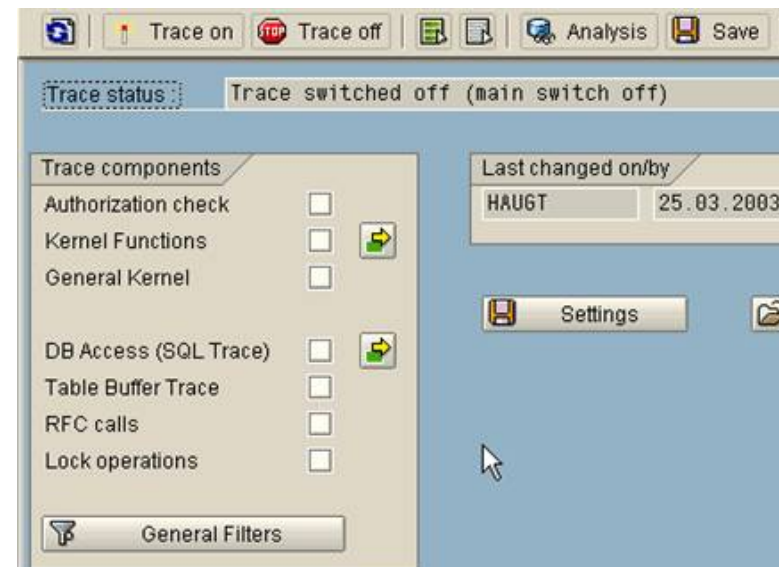 Trace on Trace off Analysis Save
Trace status : Trace switched off (main switch off)
Trace components
Authorization check
Kernel Functions
General Kernel
DB Access (SQL Trace)
Table Buffer Trace
RFC calls
Lock operations
General Filters
Last changed on/by
HAUGT 25.03.2003
Settings